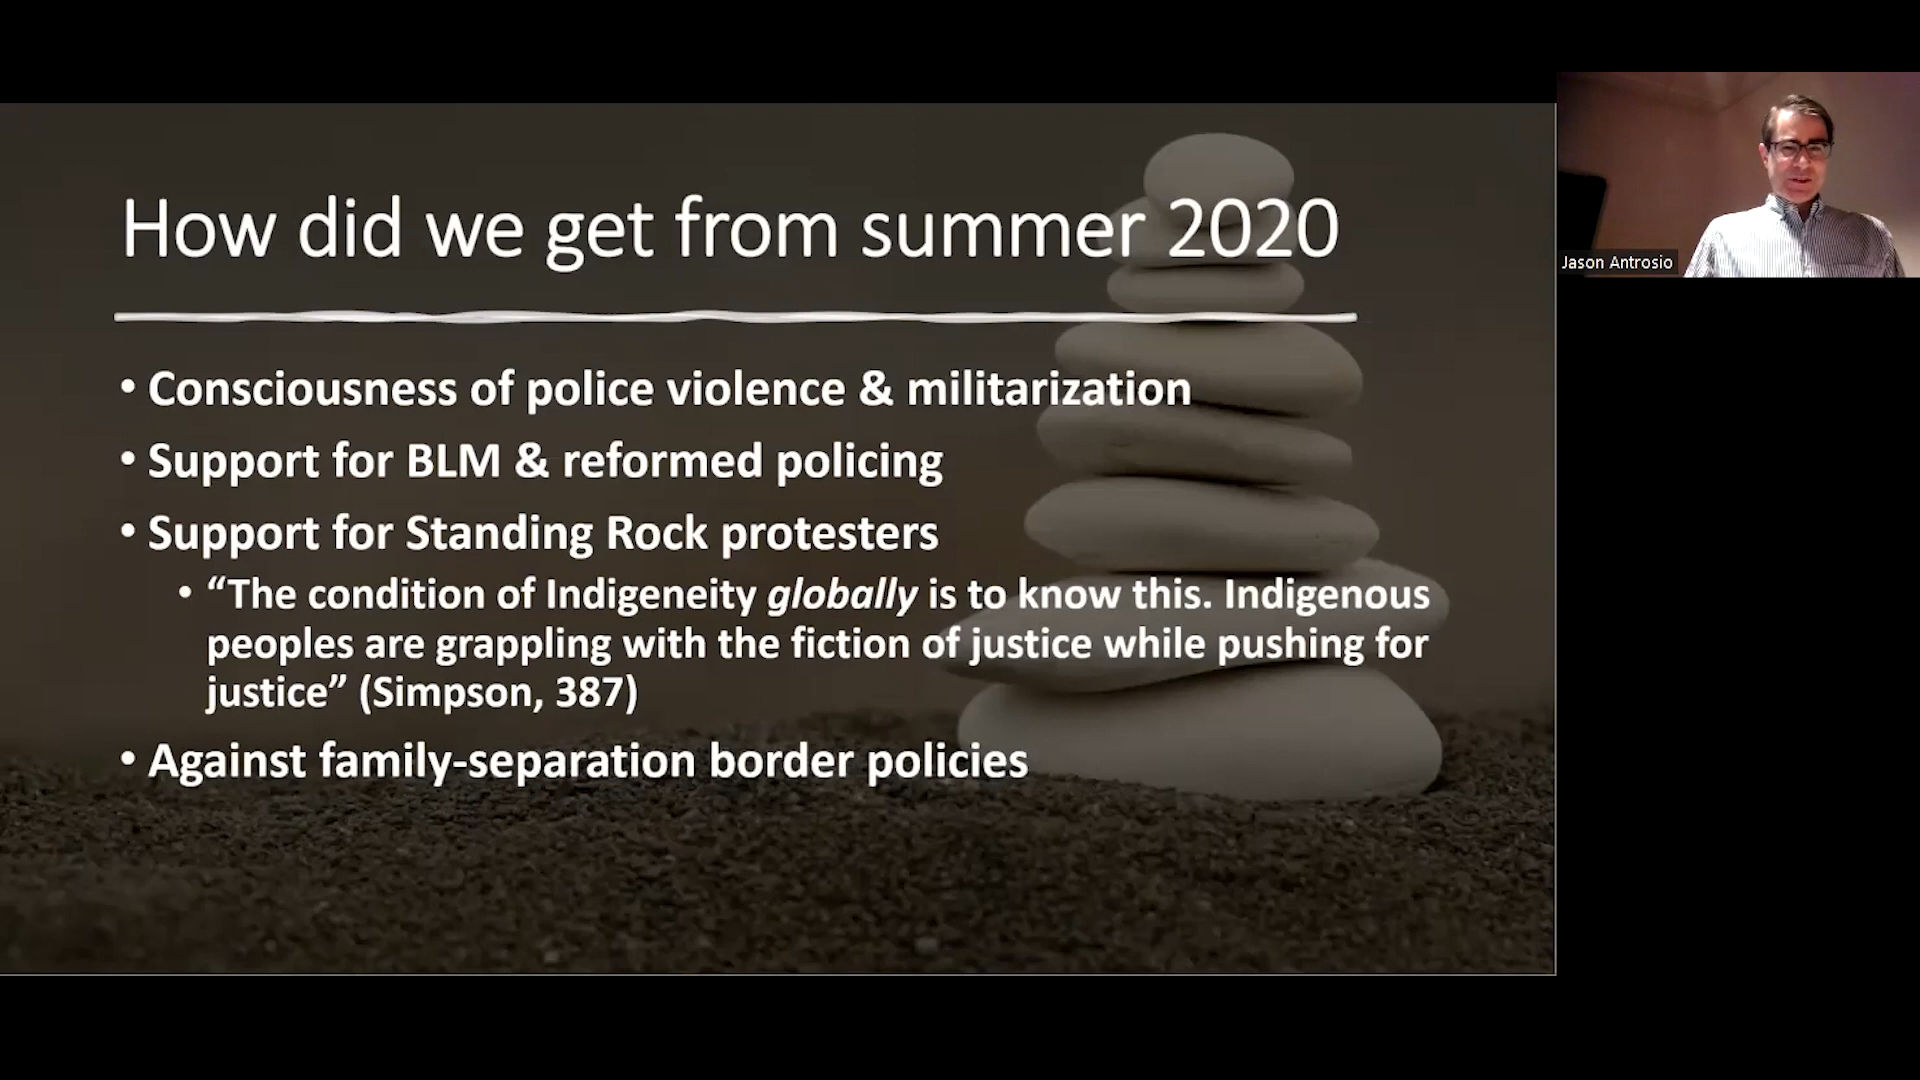 How did we get from summer 2020
• Consciousness of police violence & militarization
• Support for BLM & reformed policing
• Support for Standing Rock protesters
• “The condition of Indigeneity globally is to know this. Indigenous
peoples are grappling with the fiction of justice while pushing for
justice” (Simpson, 387)
• Against family-separation border policies
Jason Antrosio